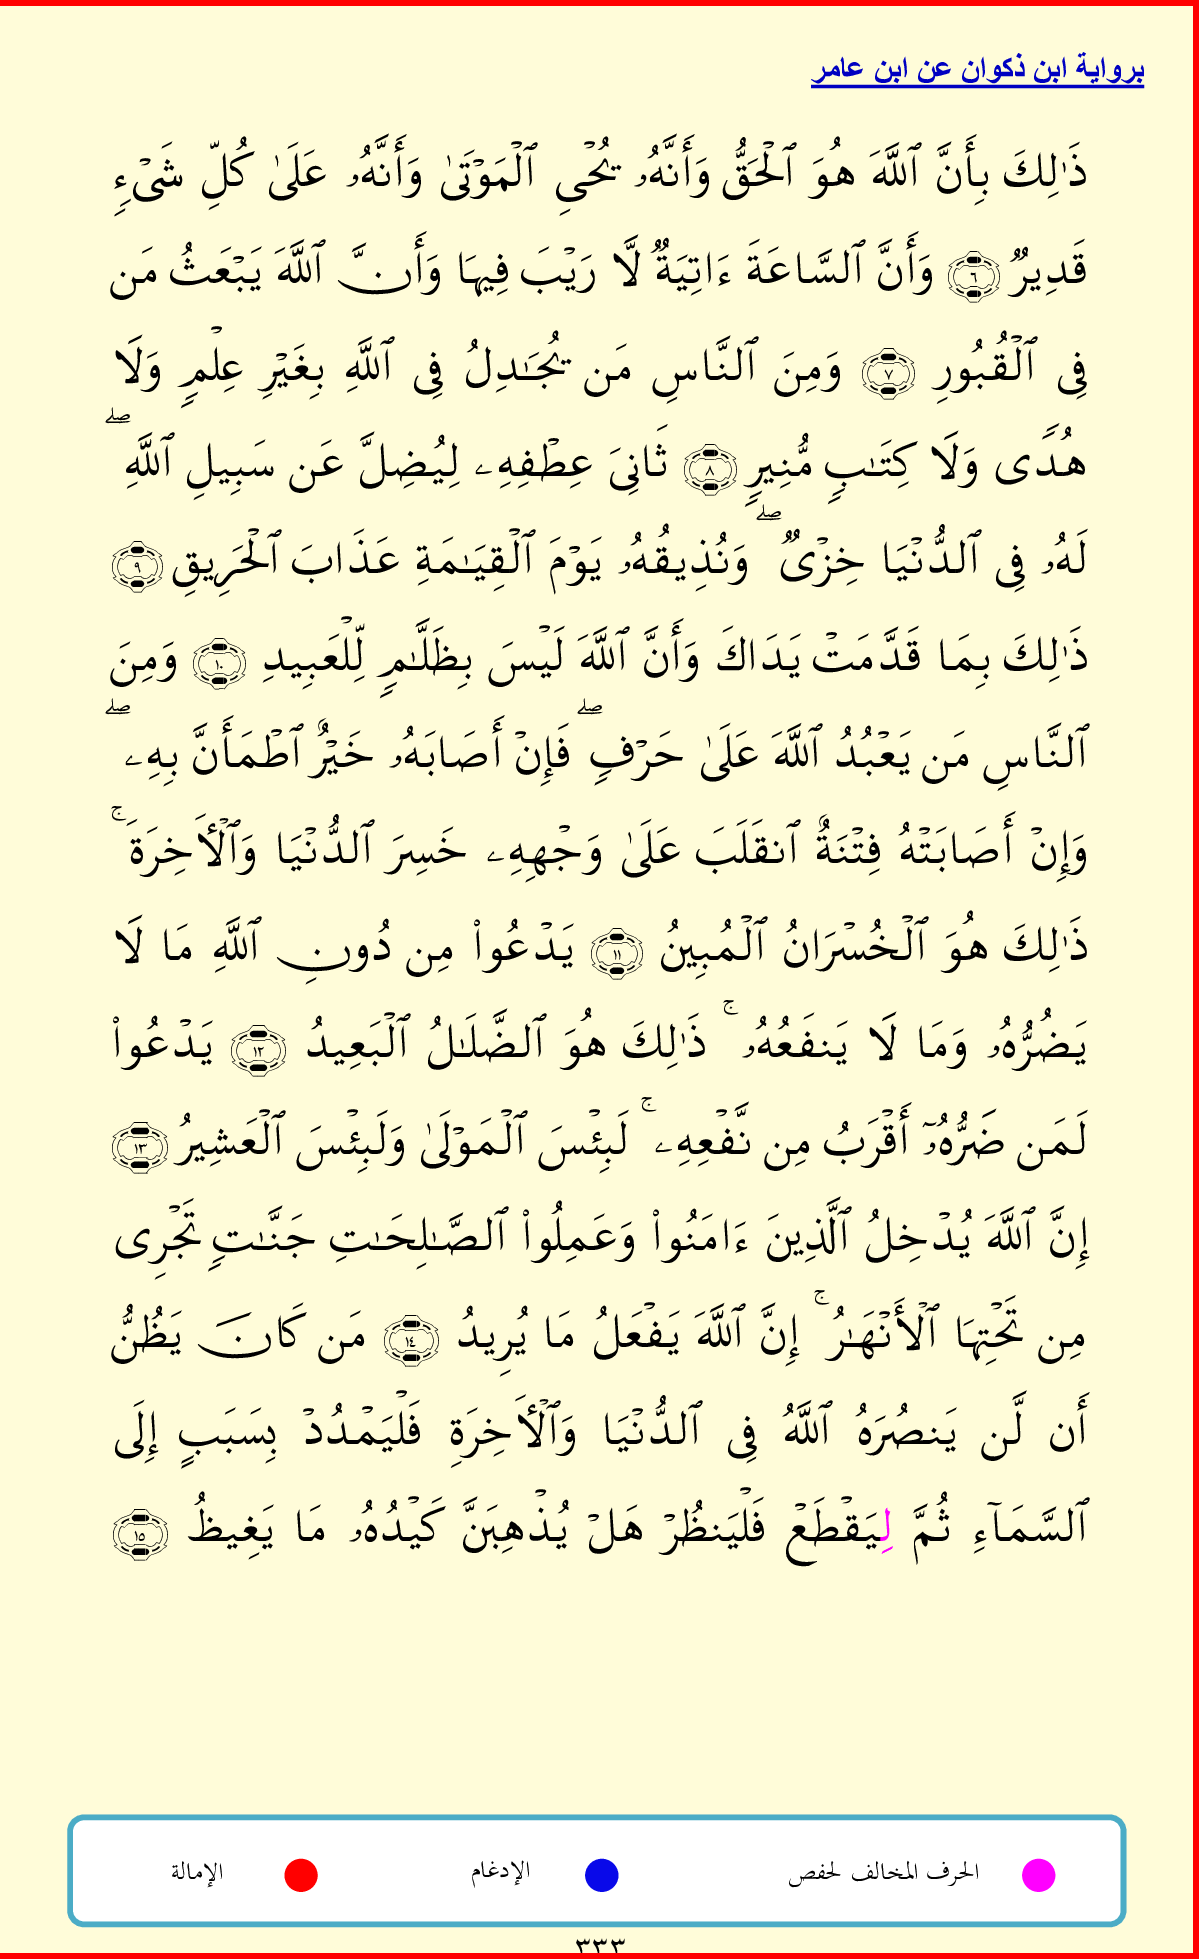 برواية ابن ذكوان عن ابن عامر
ذَٰلِكَ بِأَنَّ ٱللَّهَ هُوَ ٱلْحَقُّ وَأَنَّهُۥ يُحْىِ ٱلْمَوْتَىٰ وَأَنَّهُۥ عَلَىٰ كُلِّ شَىْءٍۢ
قَدِيرٌۭ ٦ وَأَنَّ ٱلسَّاعَةَ ءَاتِيَةٌۭ لَّا رَيْبَ فِيهَا وَأَنَّ ٱللَّهَ يَبْعَثُ مَن
فِى ٱلْقُبُورِ ٧ وَمِنَ ٱلنَّاسِ مَن يُجَٰدِلُ فِى ٱللَّهِ بِغَيْرِ عِلْمٍۢ وَلَا
هُدًۭى وَلَا كِتَٰبٍۢ مُّنِيرٍۢ ٨ ثَانِىَ عِطْفِهِۦ لِيُضِلَّ عَن سَبِيلِ ٱللَّهِ ۖ
لَهُۥ فِى ٱلدُّنْيَا خِزْىٌۭ ۖ وَنُذِيقُهُۥ يَوْمَ ٱلْقِيَٰمَةِ عَذَابَ ٱلْحَرِيقِ ٩
ذَٰلِكَ بِمَا قَدَّمَتْ يَدَاكَ وَأَنَّ ٱللَّهَ لَيْسَ بِظَلَّٰمٍۢ لِّلْعَبِيدِ ١٠ وَمِنَ
ٱلنَّاسِ مَن يَعْبُدُ ٱللَّهَ عَلَىٰ حَرْفٍۢ ۖ فَإِنْ أَصَابَهُۥ خَيْرٌ ٱطْمَأَنَّ بِهِۦ ۖ
وَإِنْ أَصَابَتْهُ فِتْنَةٌ ٱنقَلَبَ عَلَىٰ وَجْهِهِۦ خَسِرَ ٱلدُّنْيَا وَٱلْأَخِرَةَ ۚ
ذَٰلِكَ هُوَ ٱلْخُسْرَانُ ٱلْمُبِينُ ١١ يَدْعُوا۟ مِن دُونِ ٱللَّهِ مَا لَا
يَضُرُّهُۥ وَمَا لَا يَنفَعُهُۥ ۚ ذَٰلِكَ هُوَ ٱلضَّلَٰلُ ٱلْبَعِيدُ ١٢ يَدْعُوا۟
لَمَن ضَرُّهُۥٓ أَقْرَبُ مِن نَّفْعِهِۦ ۚ لَبِئْسَ ٱلْمَوْلَىٰ وَلَبِئْسَ ٱلْعَشِيرُ ١٣
إِنَّ ٱللَّهَ يُدْخِلُ ٱلَّذِينَ ءَامَنُوا۟ وَعَمِلُوا۟ ٱلصَّٰلِحَٰتِ جَنَّٰتٍۢ تَجْرِى
مِن تَحْتِهَا ٱلْأَنْهَٰرُ ۚ إِنَّ ٱللَّهَ يَفْعَلُ مَا يُرِيدُ ١٤ مَن كَانَ يَظُنُّ
أَن لَّن يَنصُرَهُ ٱللَّهُ فِى ٱلدُّنْيَا وَٱلْأَخِرَةِ فَلْيَمْدُدْ بِسَبَبٍ إِلَى
ٱلسَّمَآءِ ثُمَّ لِيَقْطَعْ فَلْيَنظُرْ هَلْ يُذْهِبَنَّ كَيْدُهُۥ مَا يَغِيظُ ١٥
الحرف المخالف لحفص الإدغام الإمالة
٣٣٣